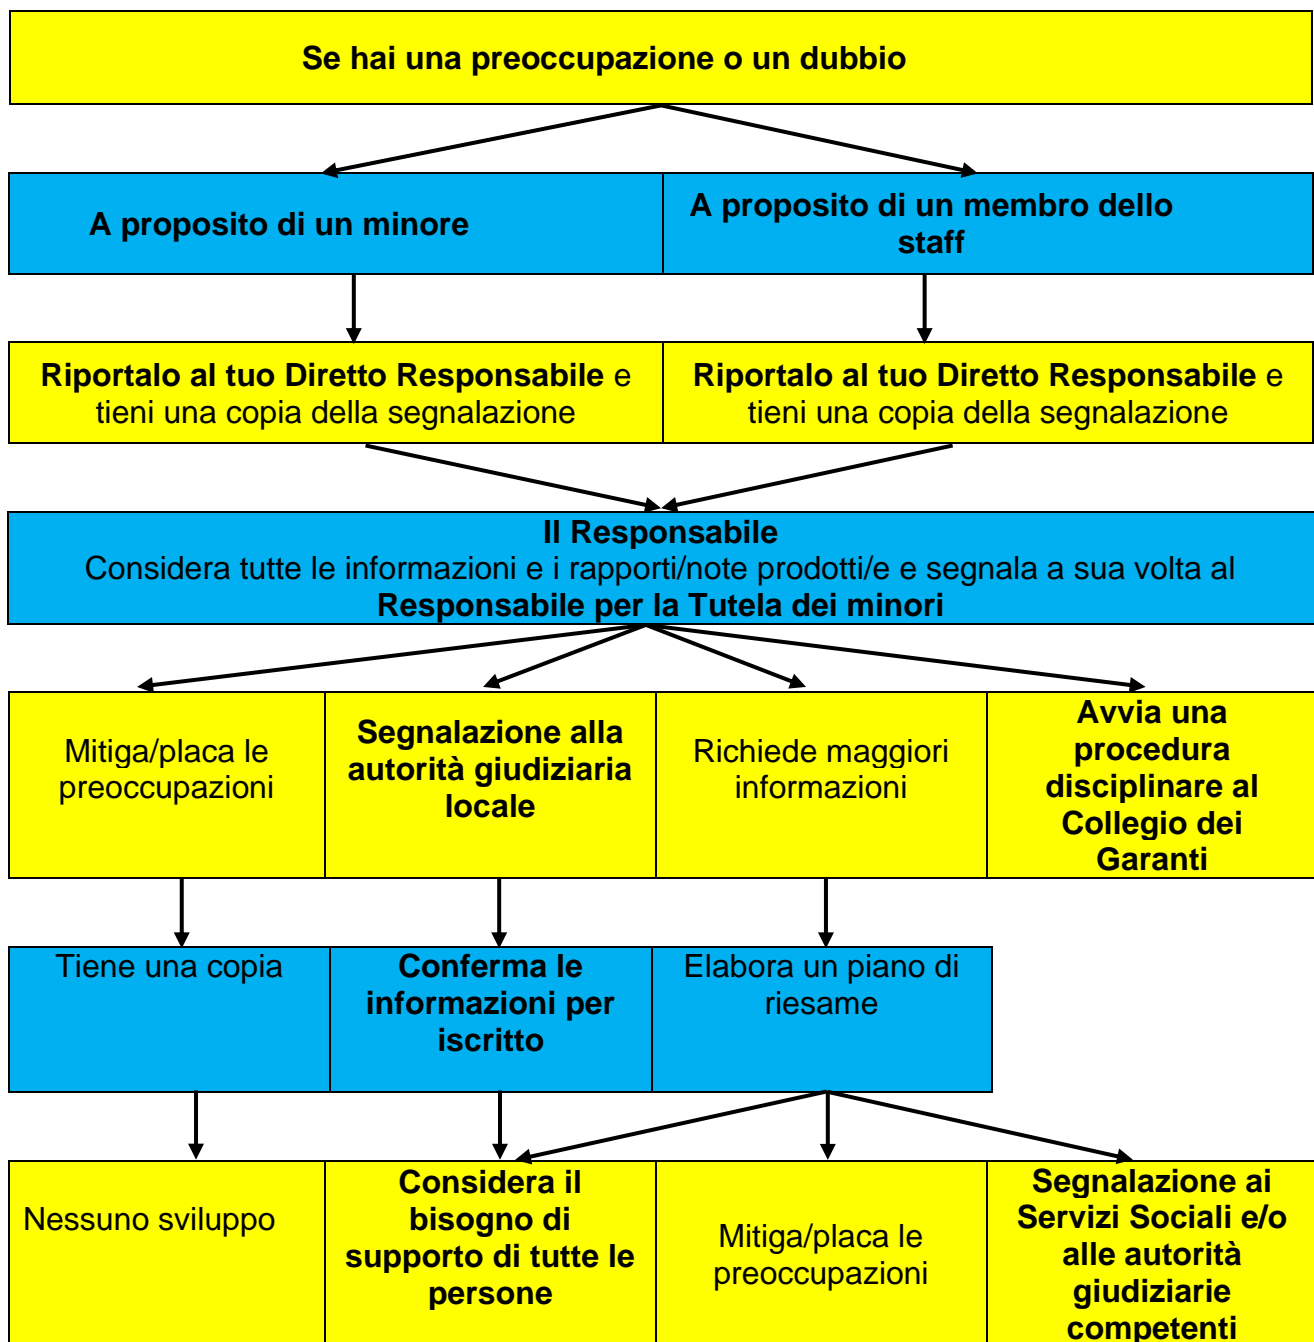 Se hai una preoccupazione o un dubbio
A proposito di un minore
A proposito di un membro dello
staff
Riportalo al tuo Diretto Responsabile e
tieni una copia della segnalazione
Riportalo al tuo Diretto Responsabile e
tieni una copia della segnalazione
Il Responsabile
Considera tutte le informazioni e i rapporti/note prodotti/e e segnala a sua volta al
Responsabile per la Tutela dei minori
Mitiga/placa le
preoccupazioni
Segnalazione alla
autorità giudiziaria
locale
Richiede maggiori
informazioni
Avvia una
procedura
disciplinare al
Collegio dei
Garanti
Tiene una copia
Conferma le
informazioni per
iscritto
Elabora un piano di
riesame
Nessuno sviluppo
Considera il
bisogno di
supporto di tutte le
persone
Mitiga/placa le
preoccupazioni
Segnalazione ai
Servizi Sociali e/o
alle autorità
giudiziarie
competenti